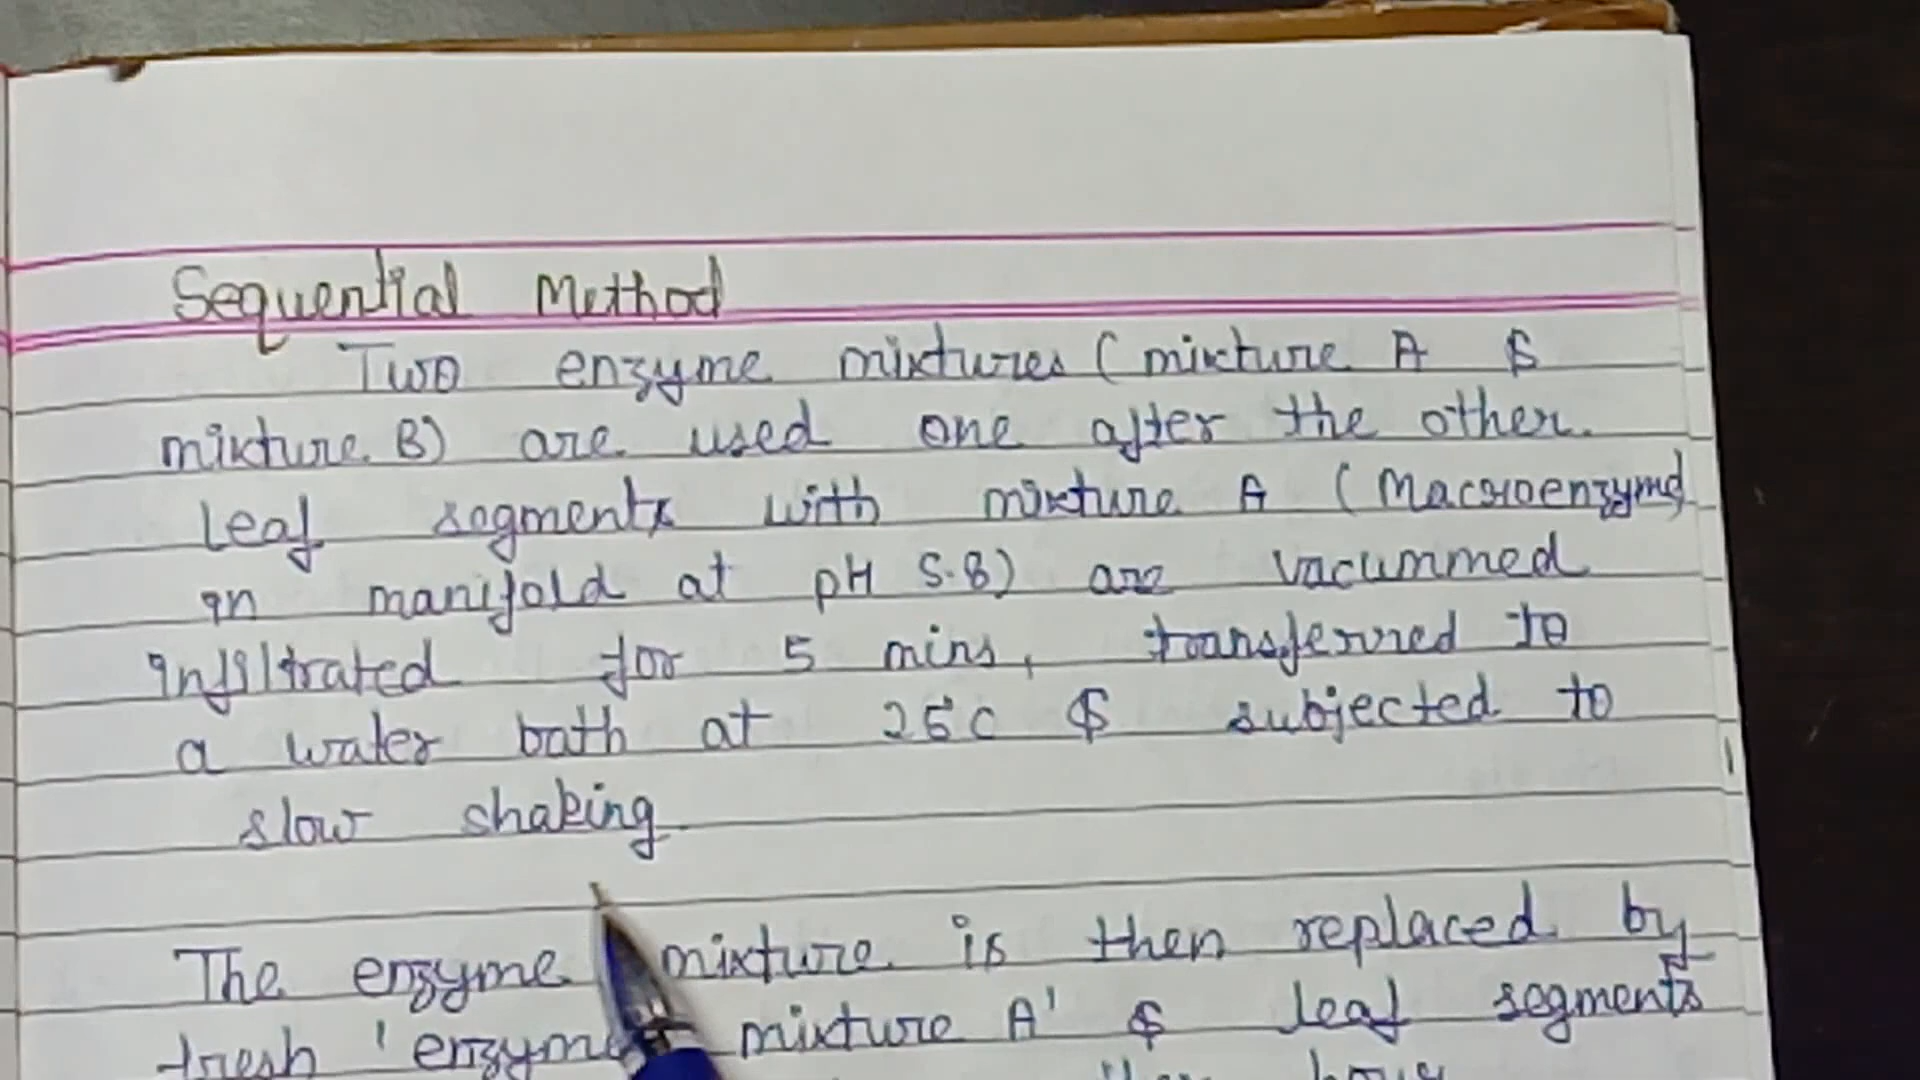 Sequential Method
Two enzyme mixtures (mixture A &
mixture B) are used one after the other.
leaf segments with mixture A (Macroenzyme
in manifold at pH 5.8) are vacummed
infiltrated for 5 mins, transferred to
a water bath at 25°C & subjected to
slow shaking
The enzyme mixture is then replaced by
fresh 'enzyme mixture A' & leaf segments
hour